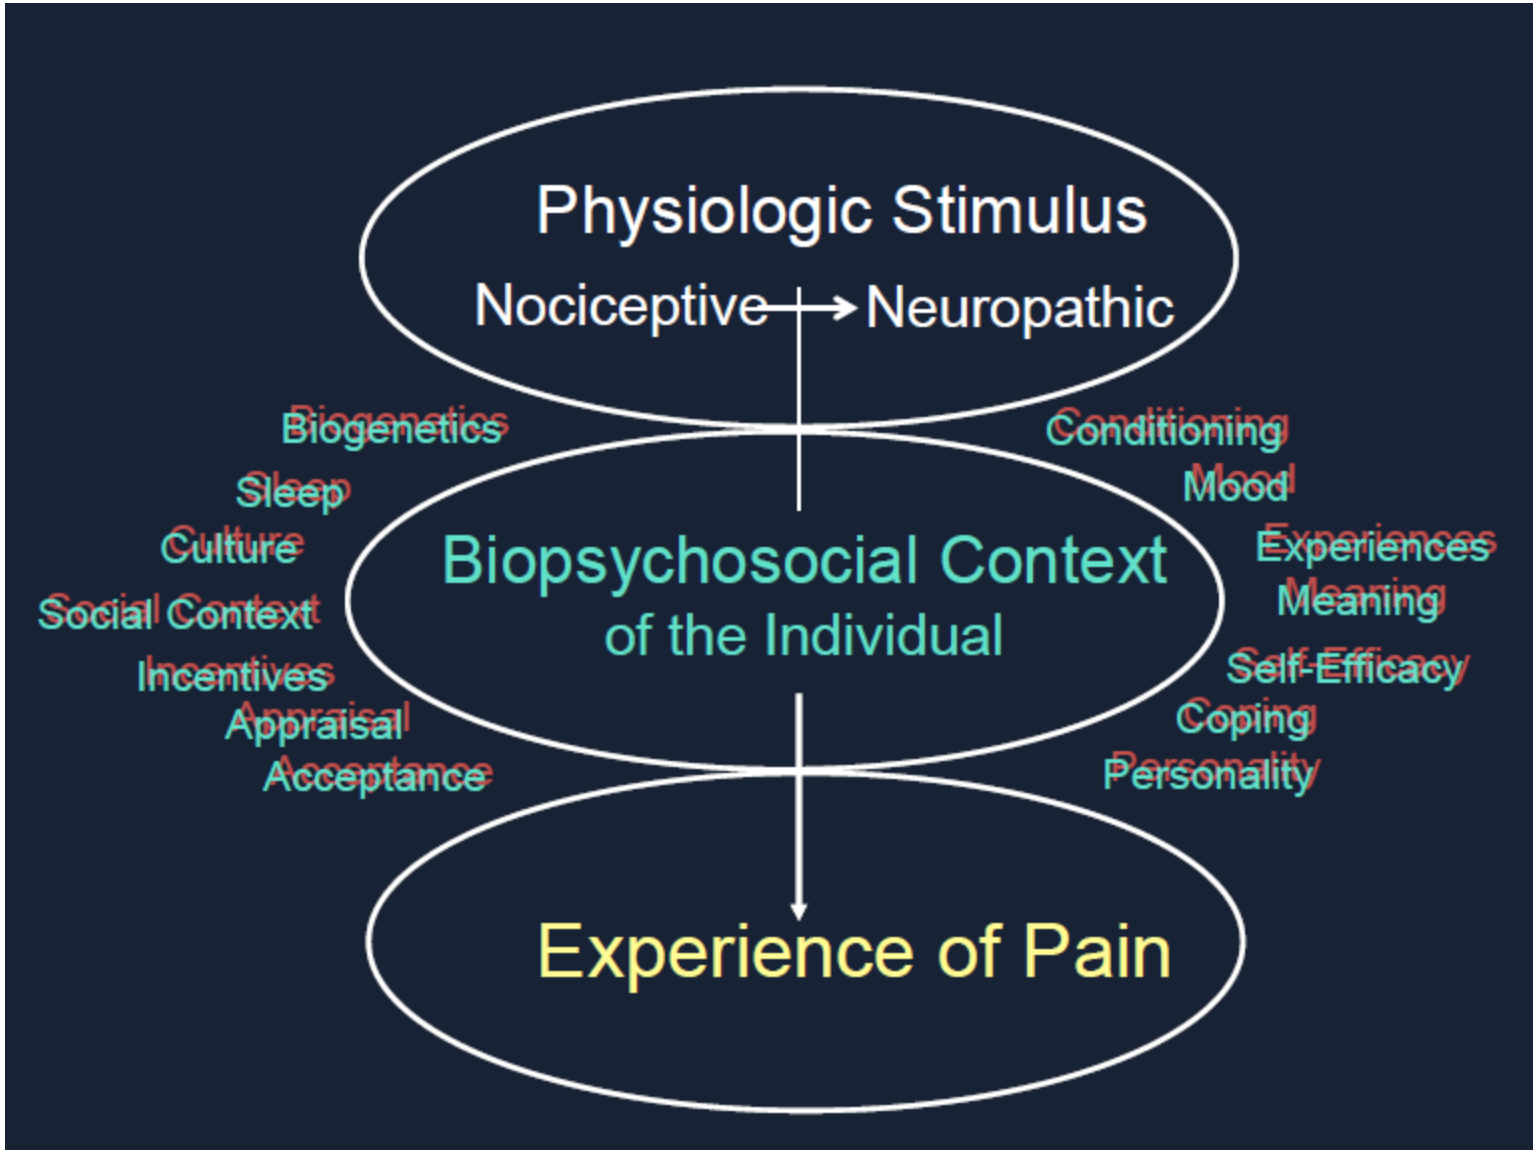 Physiologic Stimulus
Nociceptive Neuropathic
Biogenetics
Sleep
Culture
Social Context
Incentives
Appraisal
Acceptance
Biopsychosocial Context
of the Individual
Conditioning
Mood
Experiences
Meaning
Self-Efficacy
Coping
Personality
Experience of Pain